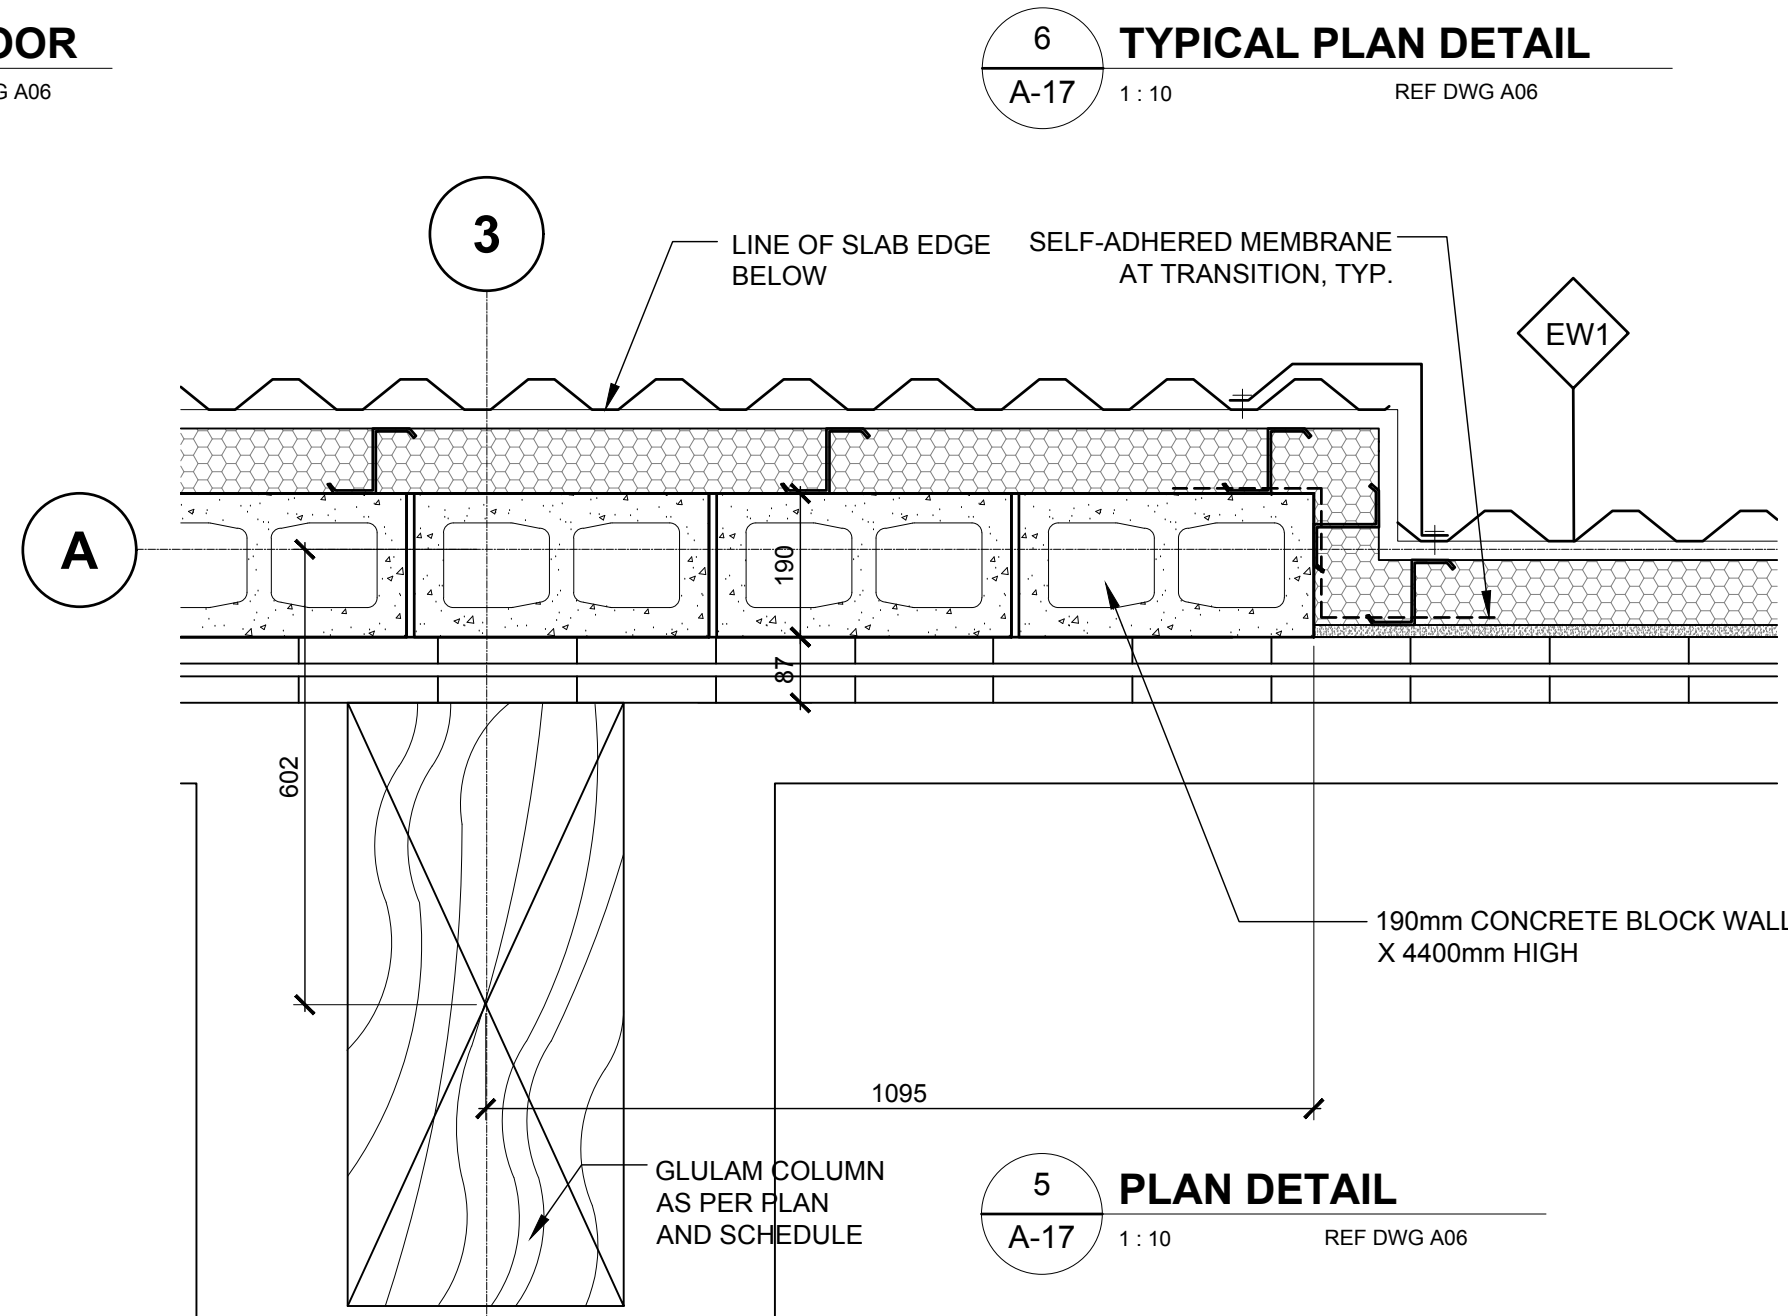 OOR
G A06
6
TYPICAL PLAN DETAIL
A-17
1 : 10
REF DWG A06
3
LINE OF SLAB EDGE
BELOW
SELF-ADHERED MEMBRANE
AT TRANSITION, TYP.
EW1
A
190
87
602
190mm CONCRETE BLOCK WALL
X 4400mm HIGH
1095
GLULAM COLUMN
AS PER PLAN
AND SCHEDULE
5
PLAN DETAIL
A-17
1 : 10
REF DWG A06